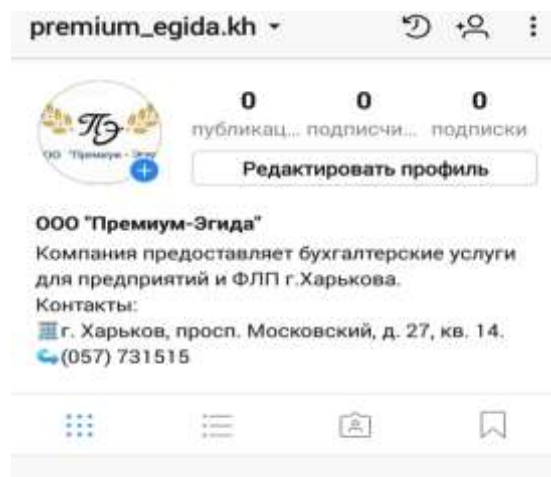 premium_egida.kh
ПЭ
0 0 0
публикац... подписчи... подписки
Редактировать профиль
ООО "Премиум-Эгида"
Компания предоставляет бухгалтерские услуги
для предприятий и ФЛП г.Харькова.
Контакты:
г. Харьков, просп. Московский, д. 27, кв. 14.
(057) 731515